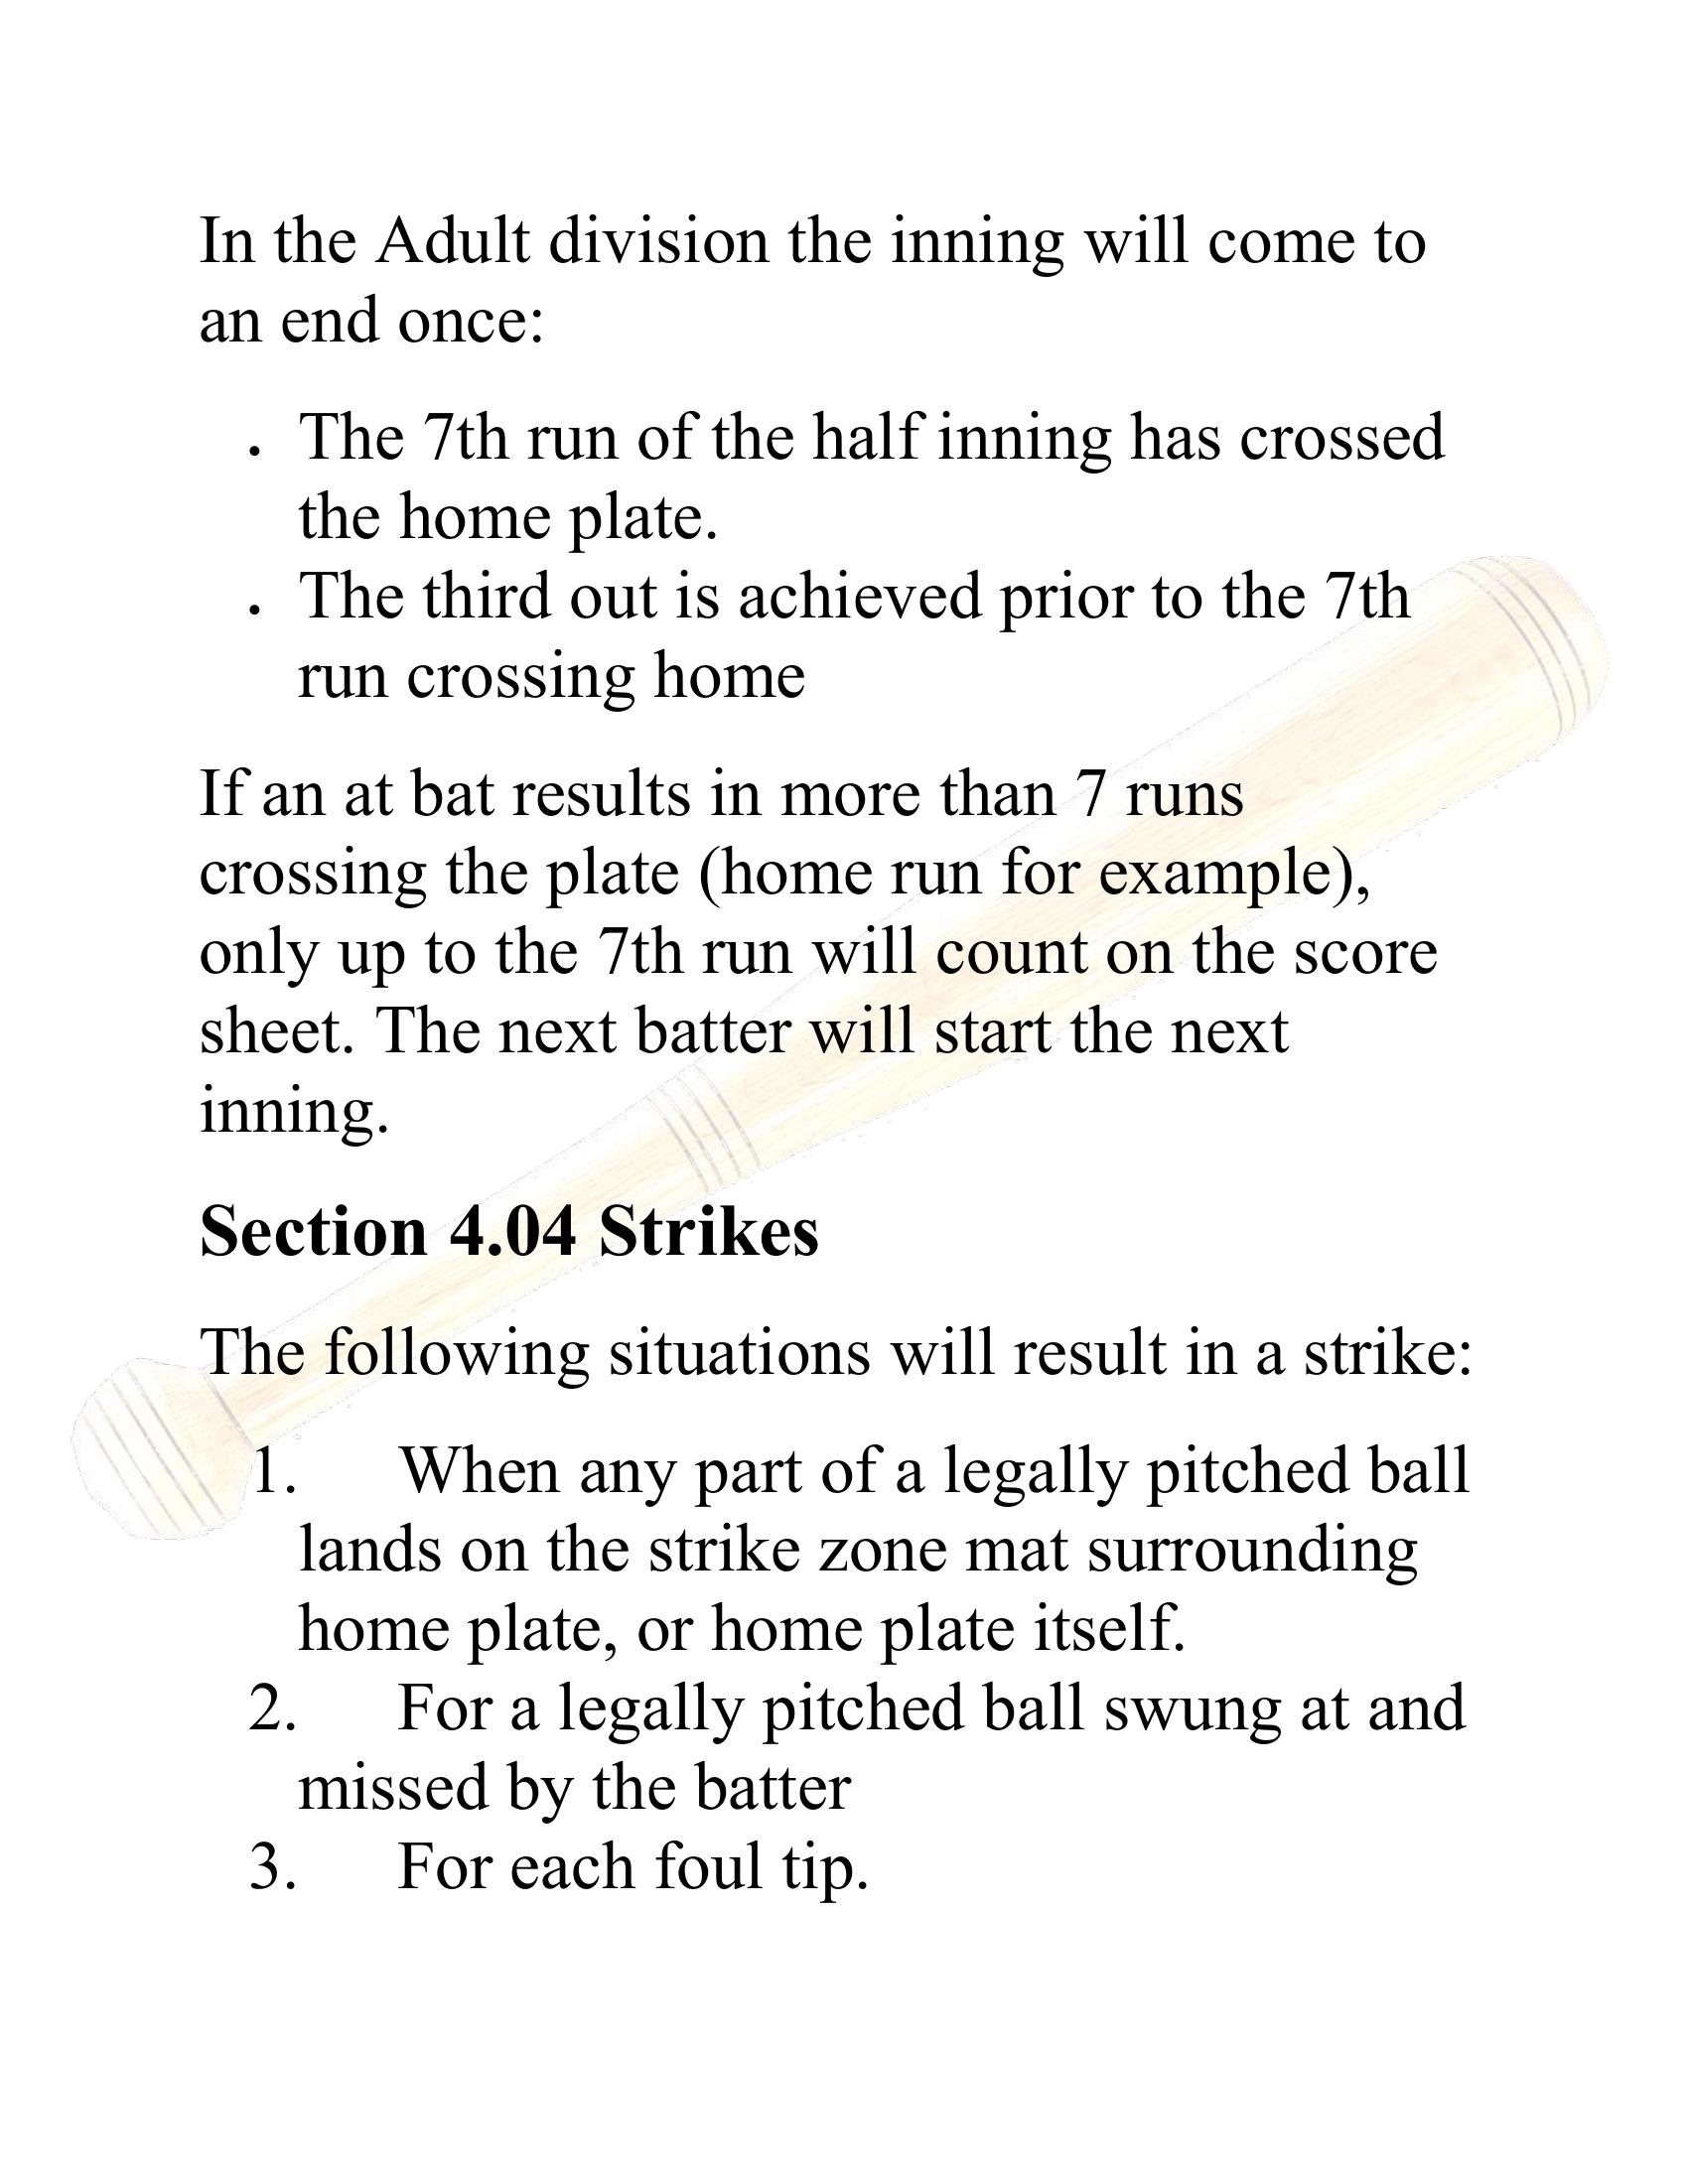 In the Adult division the inning will come to
an end once:
• The 7th run of the half inning has crossed
the home plate.
• The third out is achieved prior to the 7th
run crossing home
If an at bat results in more than 7 runs
crossing the plate (home run for example),
only up to the 7th run will count on the score
sheet. The next batter will start the next
inning.
Section 4.04 Strikes
The following situations will result in a strike:
1. When any part of a legally pitched ball
lands on the strike zone mat surrounding
home plate, or home plate itself.
2. For a legally pitched ball swung at and
missed by the batter
3. For each foul tip.